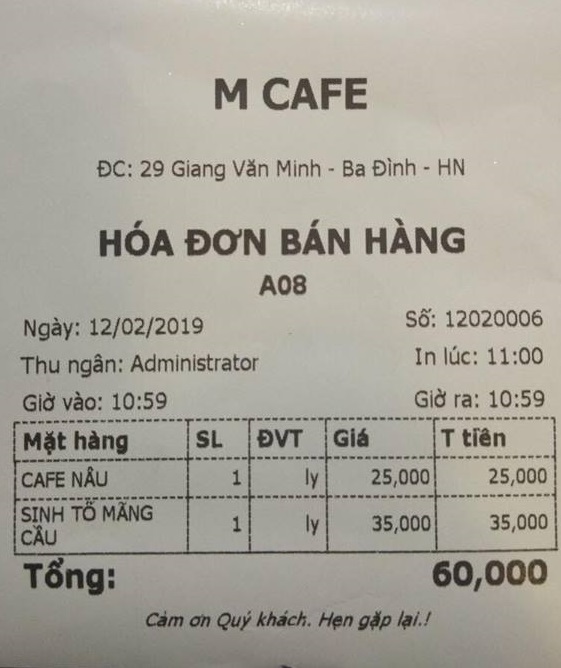 M CAFE
ĐC: 29 Giang Văn Minh - Ba Đình - HN
HÓA ĐƠN BÁN HÀNG
A08
Ngày: 12/02/2019 Số: 12020006
Thu ngân: Administrator In lúc: 11:00
Giờ vào: 10:59 Giờ ra: 10:59
Mặt hàng SL ĐVT Giá T tiền
CAFE NÂU 1 ly 25,000 25,000
SINH TỐ MÃNG
CẦU 1 ly 35,000 35,000
Tổng: 60,000
Cảm ơn Quý khách. Hẹn gặp lại.!